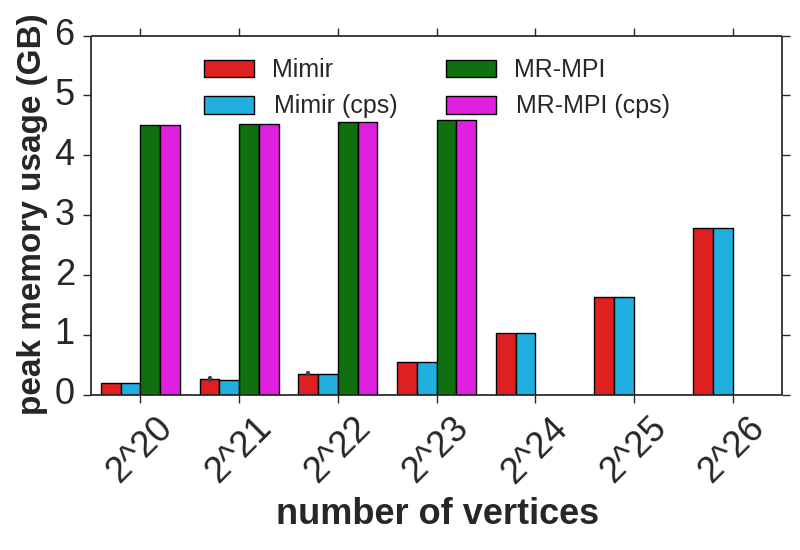 peak memory usage (GB)
6
5
4
3
2
1
0
Mimir
MR-MPI
Mimir (cps)
MR-MPI (cps)
2^20
2^21
2^22
2^23
2^24
2^25
2^26
number of vertices